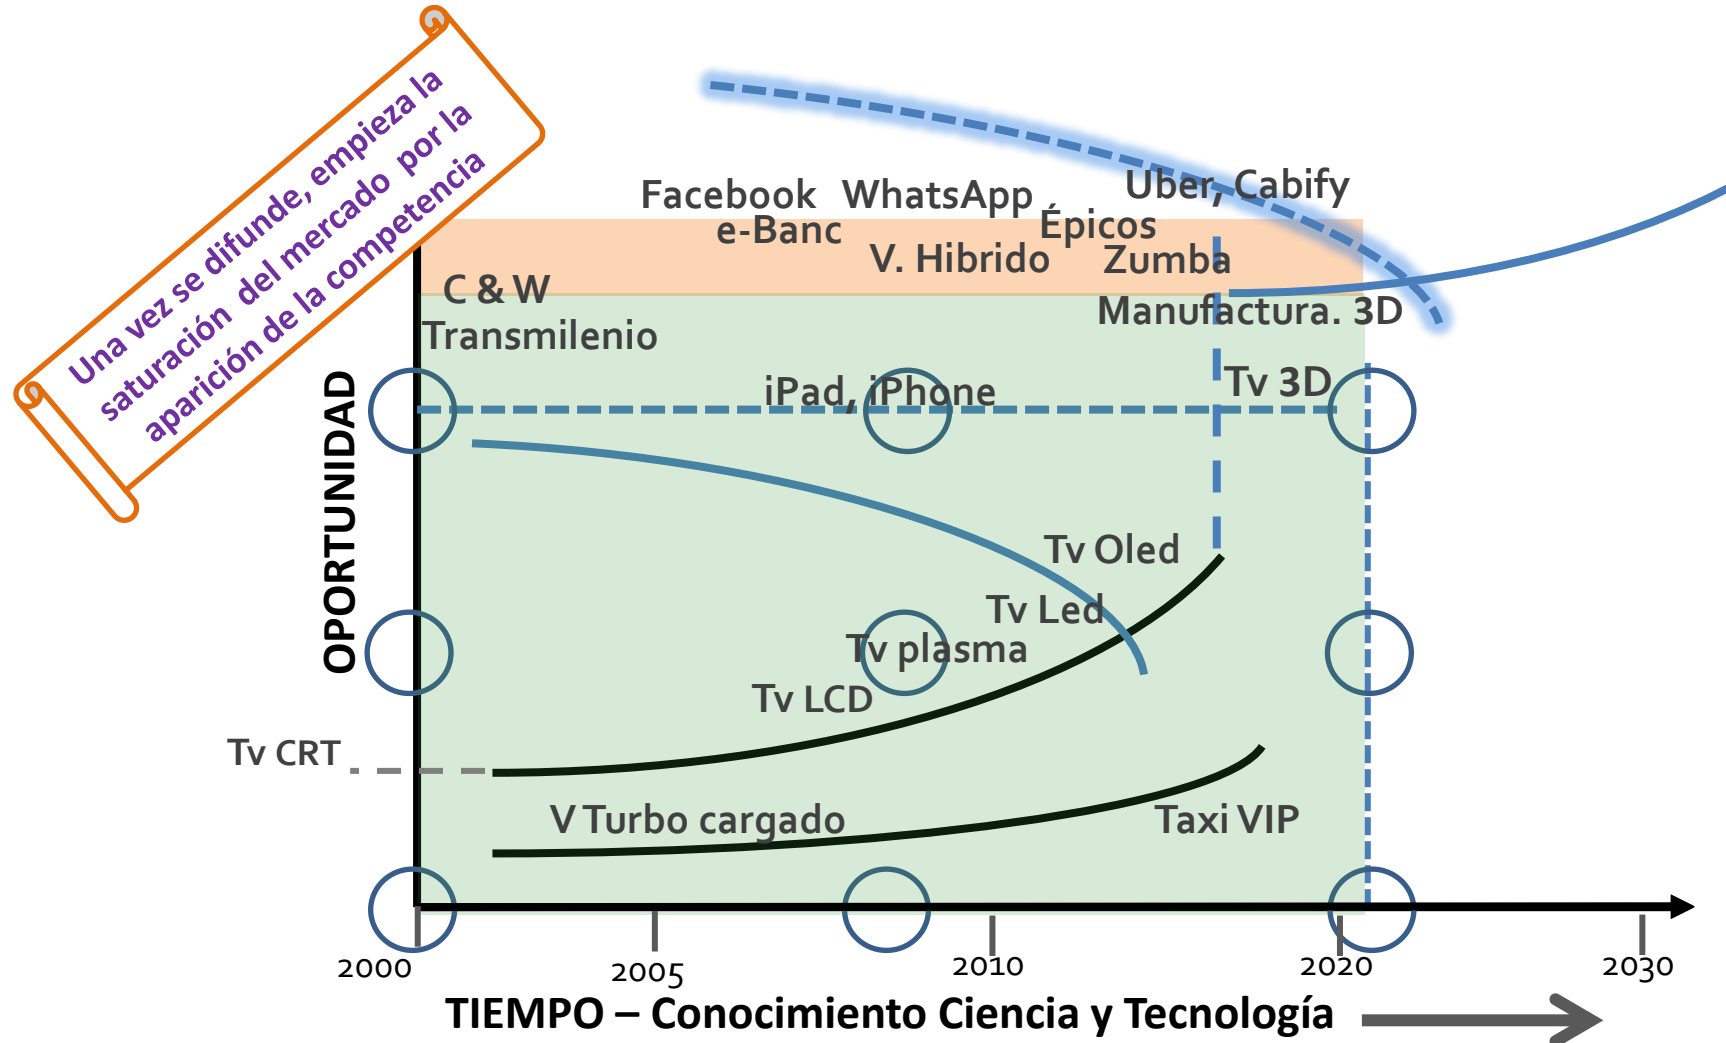 Una vez se difunde, empieza la
saturación del mercado por la
aparición de la competencia
Facebook
WhatsApp
Uber, Cabify
e-Banc
Épicos
V. Hibrido
Zumba
C & W
Manufactura. 3D
Transmilenio
iPad, iPhone
Tv 3D
OPORTUNIDAD
Tv Oled
Tv Led
Tv plasma
Tv LCD
Tv CRT
V Turbo cargado
Taxi VIP
2000
2005
2010
2020
2030
TIEMPO – Conocimiento Ciencia y Tecnología